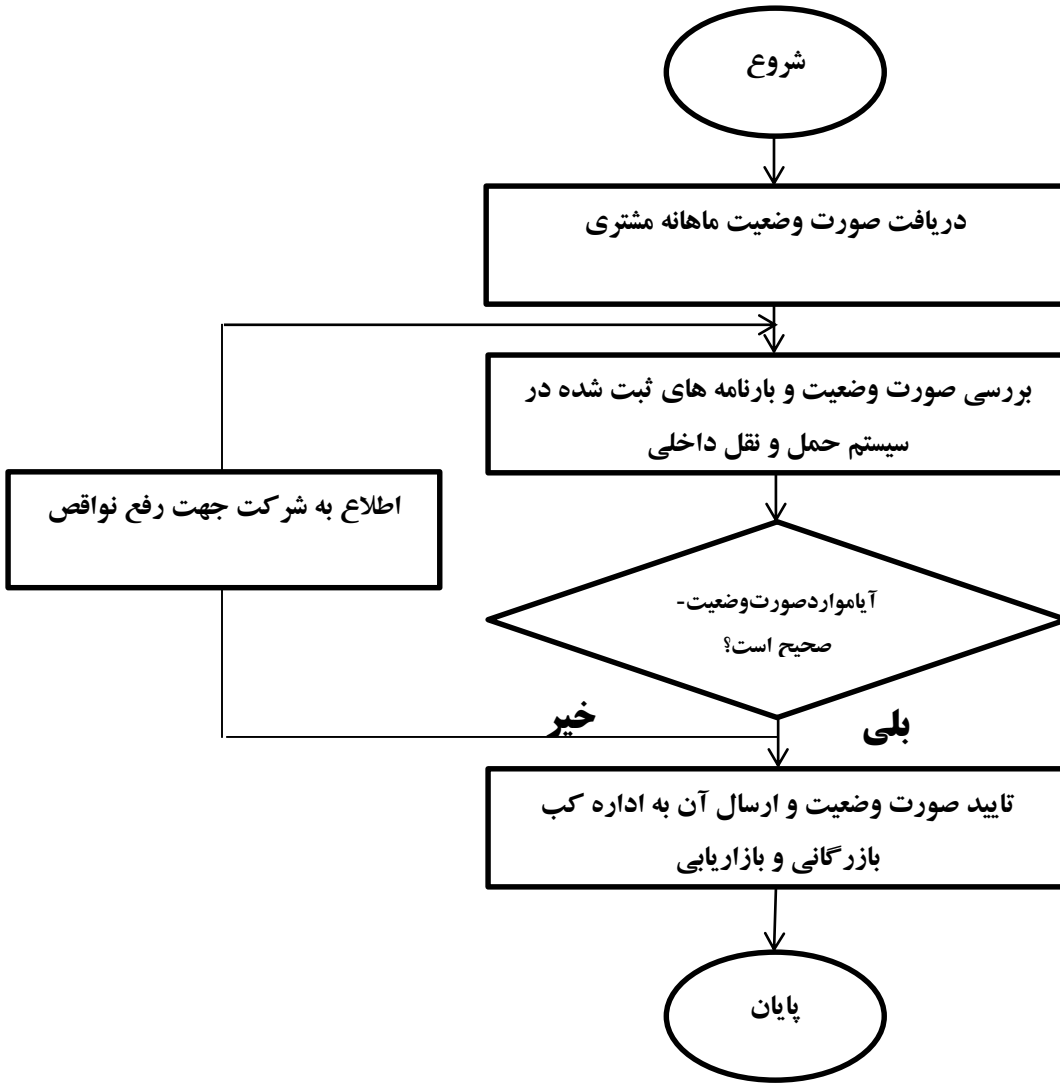 شروع
دریافت صورت وضعیت ماهانه مشتری
بررسی صورت وضعیت و بارنامه های ثبت شده در
سیستم حمل و نقل داخلی
اطلاع به شرکت جهت رفع نواقص
آیامواردصورت‌وضعیت-
صحیح است؟
خیر
بلی
تایید صورت وضعیت و ارسال آن به اداره کب
بازرگانی و بازاریابی
پایان